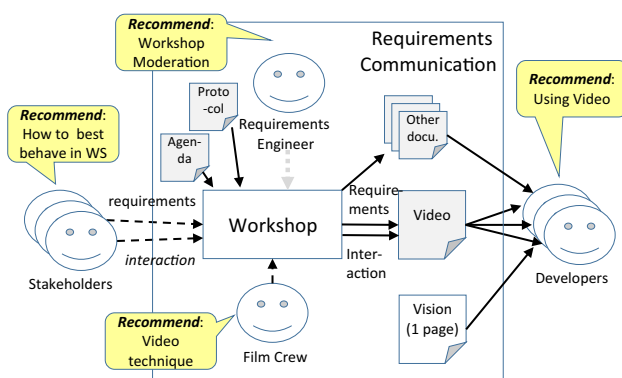 Recommend:
Workshop
Moderation
Requirements
Communication
Recommend:
Using Video
Recommend:
How to best
behave in WS
Proto
-col
Agen-
da
Requirements
Engineer
Other
docu.
requirements
interaction
Workshop
Require-
ments
Inter-
action
Video
Stakeholders
Developers
Vision
(1 page)
Recommend:
Video
technique
Film Crew